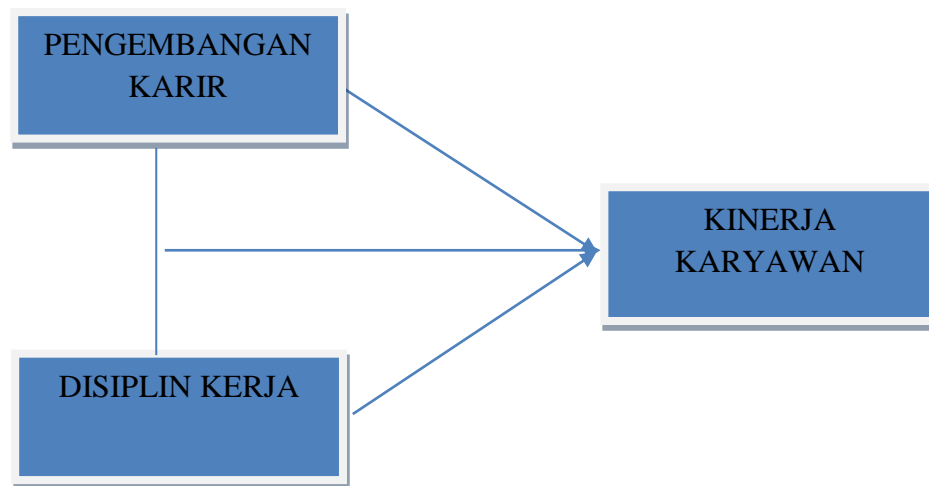 PENGEMBANGAN
KARIR
KINERJA
KARYAWAN
DISIPLIN KERJA